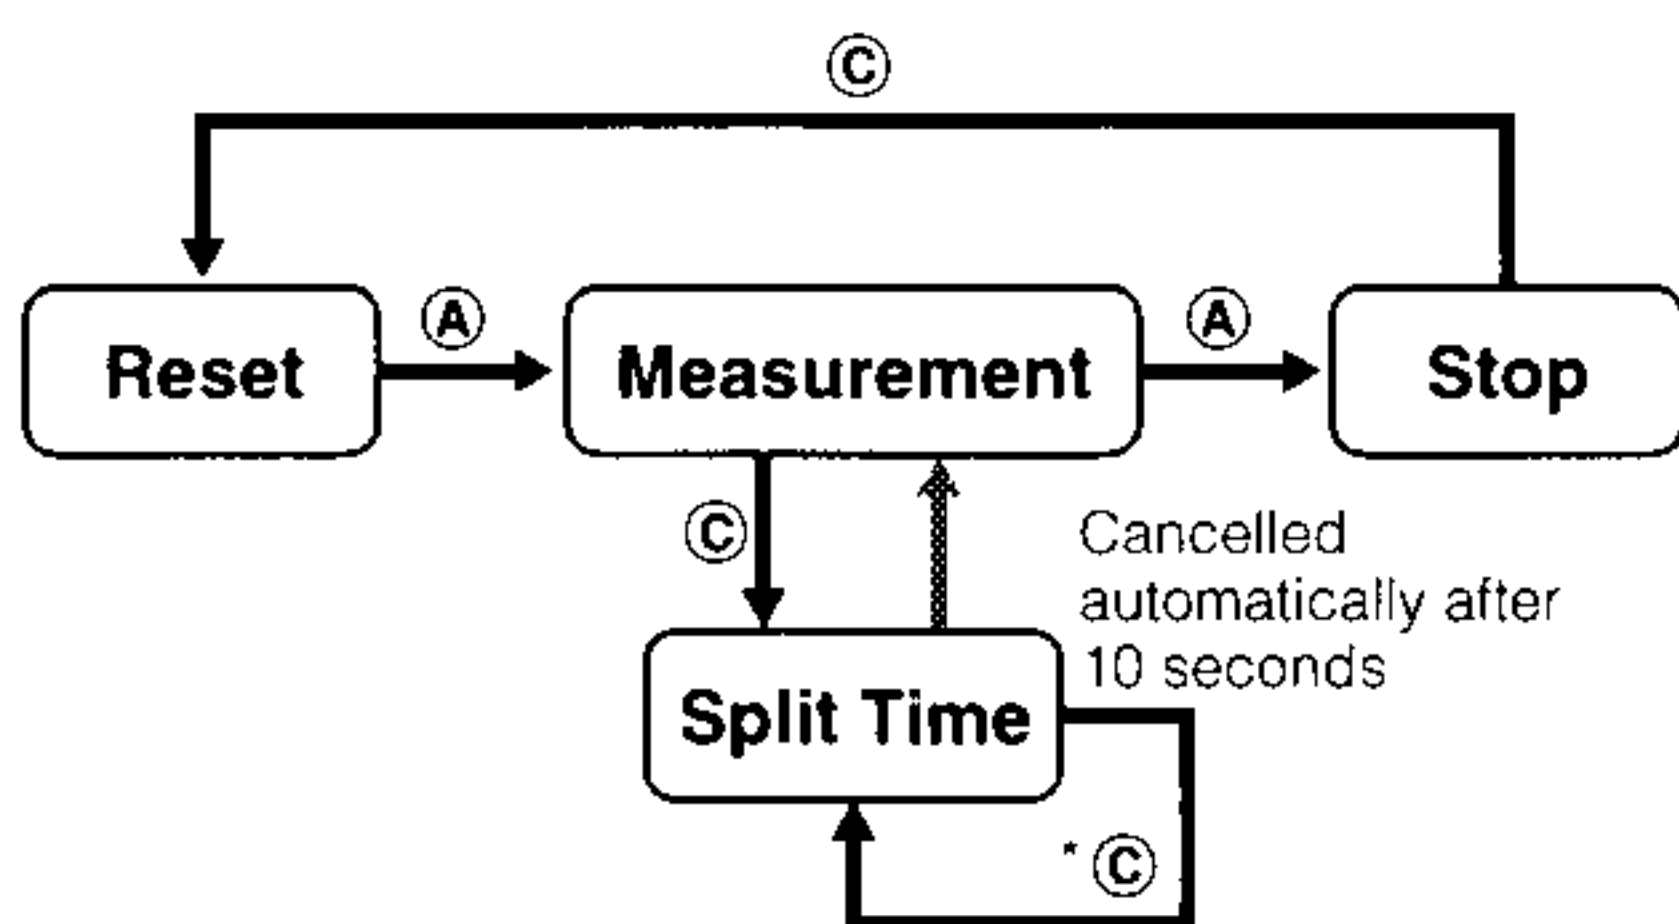 Ⓒ
Reset
Ⓐ
Measurement
Ⓐ
Stop
Ⓒ
Cancelled
automatically after
10 seconds
Split Time
* Ⓒ